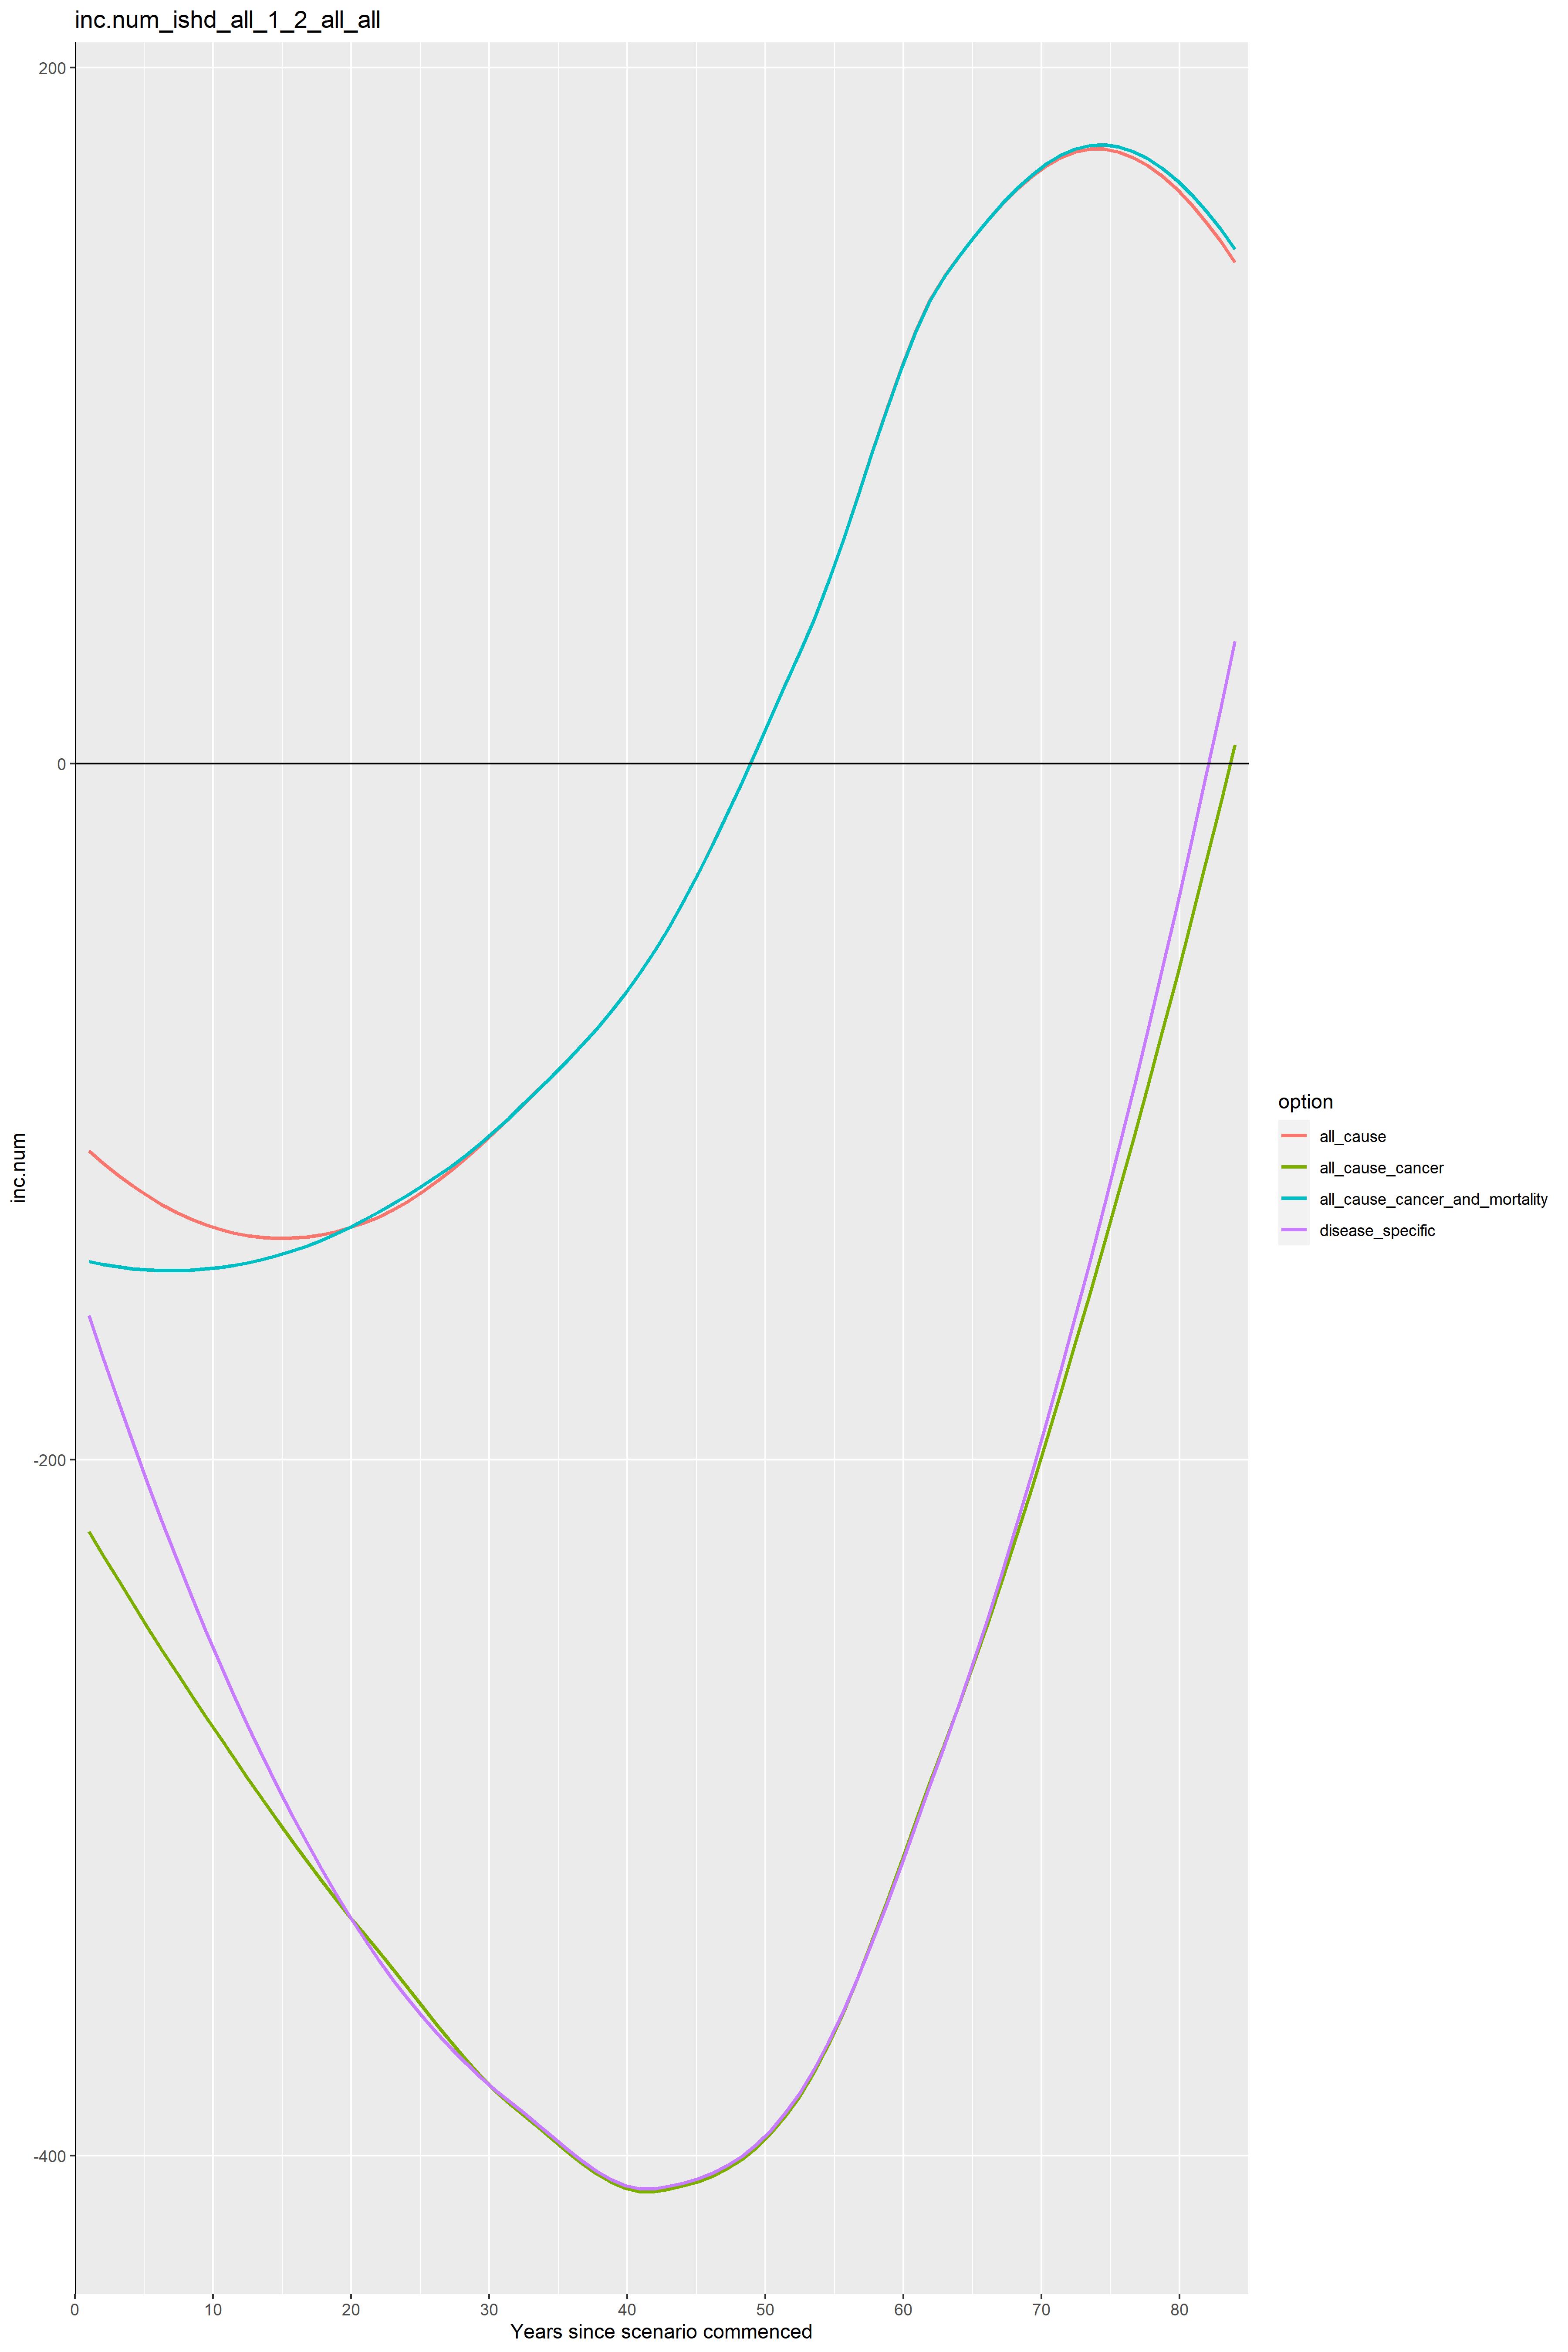 inc.num_ishd_all_1_2_all_all
200
0
-200
-400
inc.num
0 10 20 30 40 50 60 70 80
Years since scenario commenced
option
all_cause
all_cause_cancer
all_cause_cancer_and_mortality
disease_specific